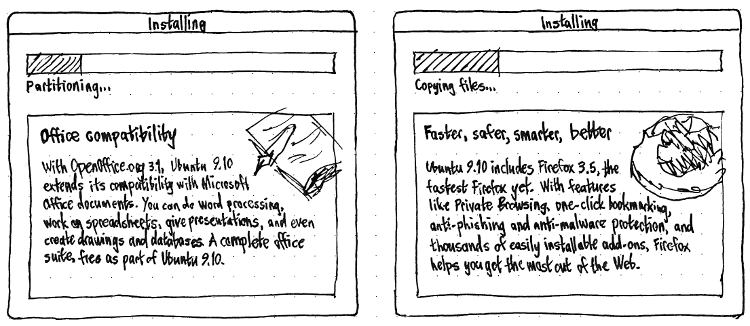 Installing
Partitioning...
Office compatibility
With OpenOffice.org 3.1, Ubuntu 9.10
extends its compatibility with Microsoft
Office documents. You can do word processing,
work on spreadsheets, give presentations, and even
create drawings and databases. A complete office
suite, free as part of Ubuntu 9.10.
Installing
Copying files...
Faster, safer, smarter, better
Ubuntu 9.10 includes Firefox 3.5, the
fastest Firefox yet. With features
like Private Browsing, one-click bookmarking,
anti-phishing and anti-malware protection, and
thousands of easily installable add-ons, Firefox
helps you get the most out of the Web.